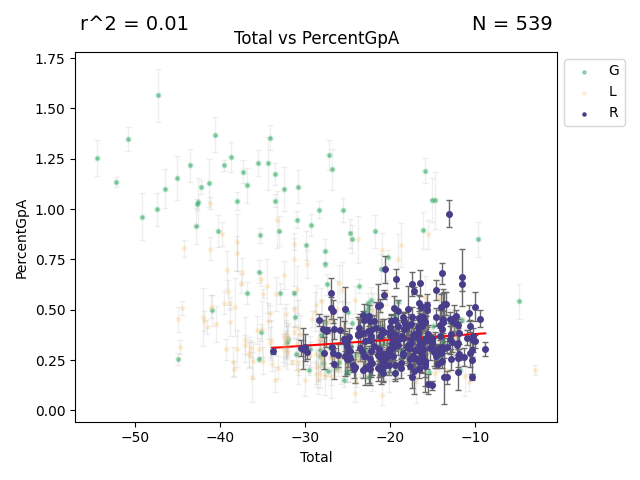 r^2 = 0.01
N = 539
Total vs PercentGpA
1.75
1.50
1.25
1.00
0.75
0.50
0.25
0.00
PercentGpA
−50
−40
−30
−20
−10
Total
G
L
R